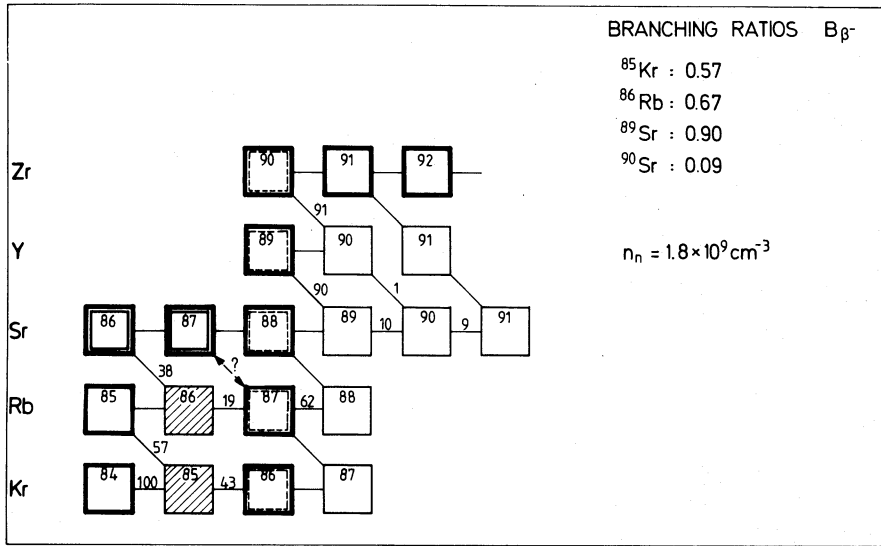 BRANCHING RATIOS Bβ-
⁸⁵Kr : 0.57
⁸⁶Rb : 0.67
⁸⁹Sr : 0.90
⁹⁰Sr : 0.09
nₙ = 1.8 × 10⁹ cm⁻³
Zr 90 91 92
91
Y 89 90 91
90 1
Sr 86 87 88 89 10 90 9 91
38 ?
Rb 85 86 19 87 62 88
57
Kr 84 100 85 43 86 87